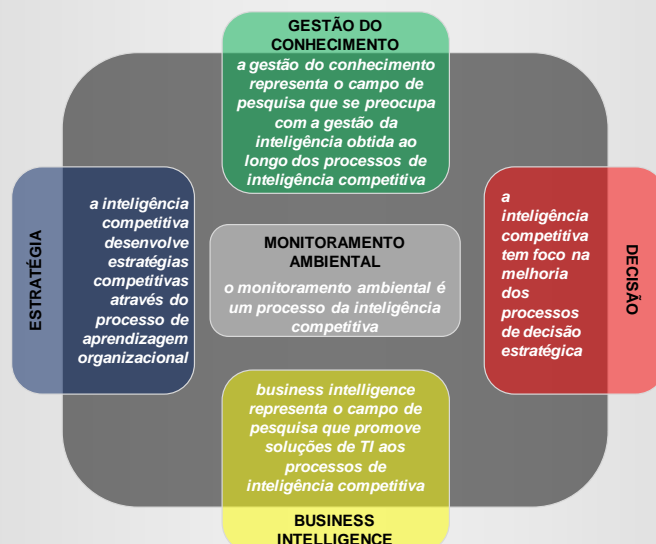 GESTÃO DO
CONHECIMENTO
a gestão do conhecimento
representa o campo de
pesquisa que se preocupa
com a gestão da
inteligência obtida ao
longo dos processos de
inteligência competitiva
ESTRATÉGIA
a inteligência
competitiva
desenvolve
estratégias
competitivas
através do
processo de
aprendizagem
organizacional
MONITORAMENTO
AMBIENTAL
o monitoramento ambiental é
um processo da inteligência
competitiva
a
inteligência
competitiva
tem foco na
melhoria
dos
processos
de decisão
estratégica
DECISÃO
business intelligence
representa o campo de
pesquisa que promove
soluções de TI aos
processos de
inteligência competitiva
BUSINESS
INTELLIGENCE